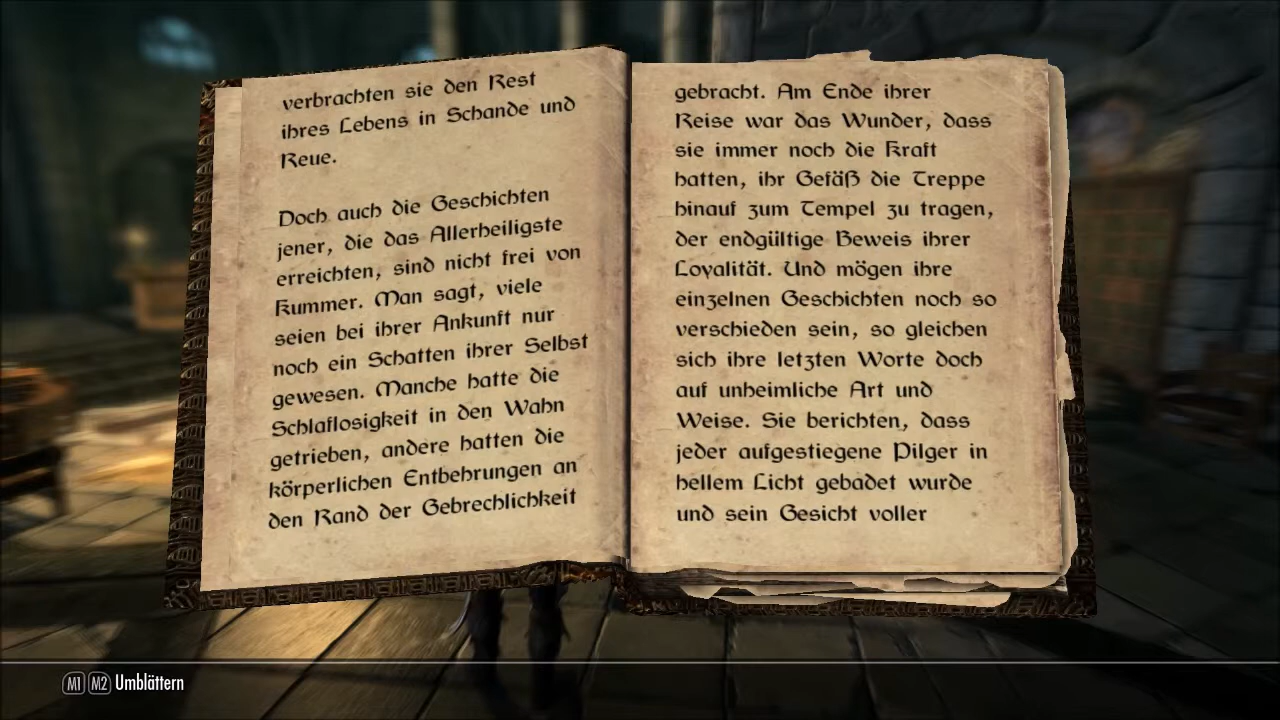 verbrachten sie den Rest
ihres Lebens in Schande und
Reue.
Doch auch die Geschichten
jener, die das Allerheiligste
erreichten, sind nicht frei von
Kummer. Man sagt, viele
seien bei ihrer Ankunft nur
noch ein Schatten ihrer Selbst
gewesen. Manche hatte die
Schlaflosigkeit in den Wahn
getrieben, andere hatten die
körperlichen Entbehrungen an
den Rand der Gebrechlichkeit
gebracht. Am Ende ihrer
Reise war das Wunder, dass
sie immer noch die Kraft
hatten, ihr Gefäß die Treppe
hinauf zum Tempel zu tragen,
der endgültige Beweis ihrer
Loyalität. Und mögen ihre
einzelnen Geschichten noch so
verschieden sein, so gleichen
sich ihre letzten Worte doch
auf unheimliche Art und
Weise. Sie berichten, dass
jeder aufgestiegene Pilger in
hellem Licht gebadet wurde
und sein Gesicht voller
M1 M2 Umblättern